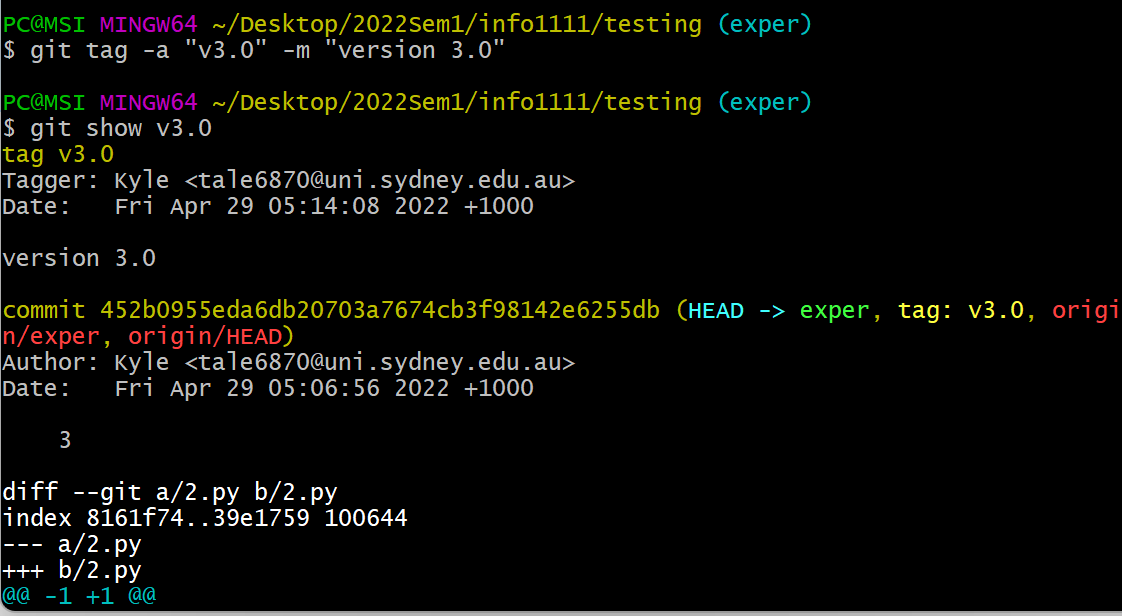 PC@MSI MINGW64 ~/Desktop/2022Sem1/info1111/testing (exper)
$ git tag -a "v3.0" -m "version 3.0"
PC@MSI MINGW64 ~/Desktop/2022Sem1/info1111/testing (exper)
$ git show v3.0
tag v3.0
Tagger: Kyle <tale6870@uni.sydney.edu.au>
Date:   Fri Apr 29 05:14:08 2022 +1000
version 3.0
commit 452b0955eda6db20703a7674cb3f98142e6255db (HEAD -> exper, tag: v3.0, origi
n/exper, origin/HEAD)
Author: Kyle <tale6870@uni.sydney.edu.au>
Date:   Fri Apr 29 05:06:56 2022 +1000
    3
diff --git a/2.py b/2.py
index 8161f74..39e1759 100644
--- a/2.py
+++ b/2.py
@@ -1 +1 @@